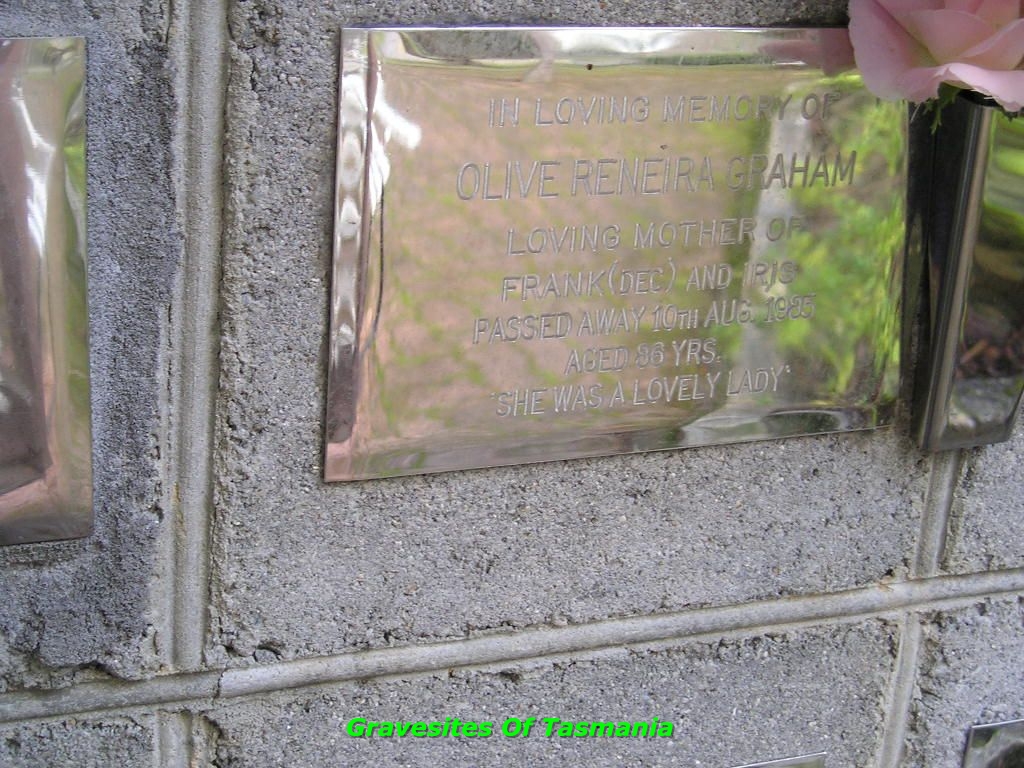 IN LOVING MEMORY OF
OLIVE RENEIRA GRAHAM
LOVING MOTHER OF
FRANK (DEC) AND IRIS
PASSED AWAY 10TH AUG. 1985
AGED 86 YRS.
"SHE WAS A LOVELY LADY"
Gravesites Of Tasmania